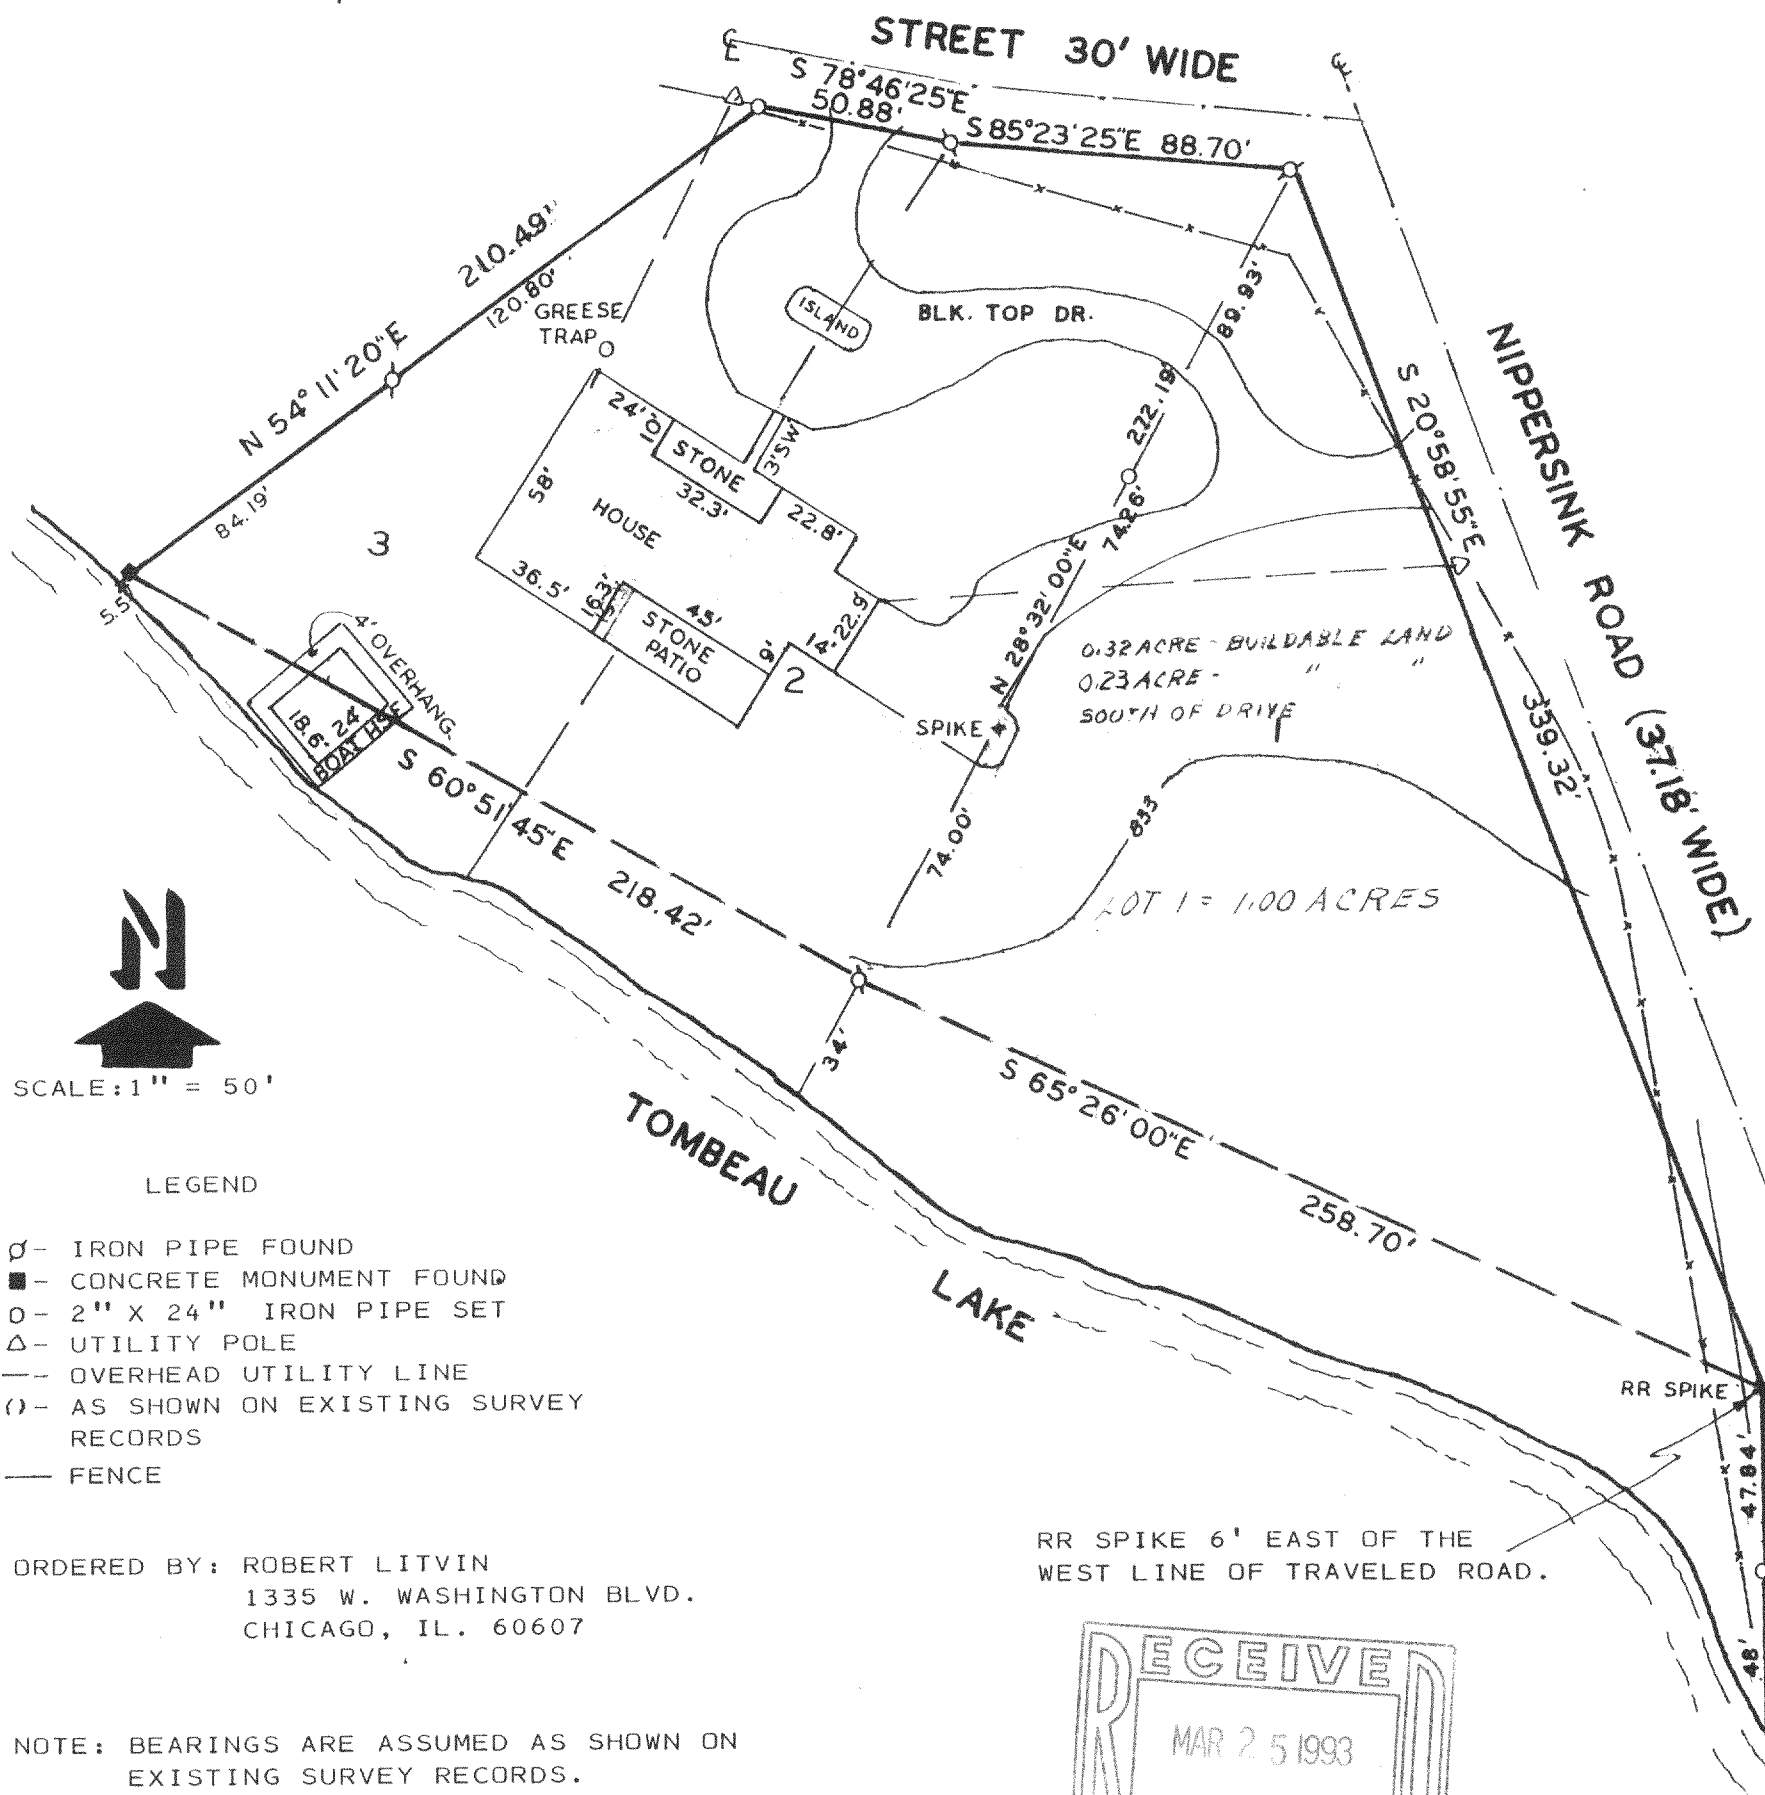 STREET 30' WIDE
S 78°46'25"E
50.88'
S 85°23'25"E 88.70'
210.49'
120.80'
N 54° 11' 20"E
84.19'
GREESE
TRAP
ISLAND
BLK. TOP DR.
89.93'
272.19'
74.26'
N 28°32'00"E
NIPPERSINK ROAD (37.18' WIDE)
S 20°58'55"E
339.32'
24'
10'
STONE
32.3'
3'SW
22.8'
58'
HOUSE
36.5'
16.3'
45'
STONE
PATIO
9'
14'
22.9'
3
2
5.5'
4' OVERHANG
18.6'
24'
BOAT HSE
SPIKE
0.32 ACRE - BUILDABLE LAND
0.23 ACRE - " "
SOUTH OF DRIVE
833
74.00'
LOT 1 = 1.00 ACRES
S 60°51'45"E 218.42'
34'
S 65°26'00"E
258.70'
TOMBEAU
LAKE
N
SCALE:1" = 50'
LEGEND
- IRON PIPE FOUND
■- CONCRETE MONUMENT FOUND
O- 2" X 24" IRON PIPE SET
△- UTILITY POLE
—- OVERHEAD UTILITY LINE
()- AS SHOWN ON EXISTING SURVEY
RECORDS
— FENCE
RR SPIKE
47.84'
48'
RR SPIKE 6' EAST OF THE
WEST LINE OF TRAVELED ROAD.
ORDERED BY: ROBERT LITVIN
1335 W. WASHINGTON BLVD.
CHICAGO, IL. 60607
RECEIVED
MAR 25 1993
NOTE: BEARINGS ARE ASSUMED AS SHOWN ON
EXISTING SURVEY RECORDS.